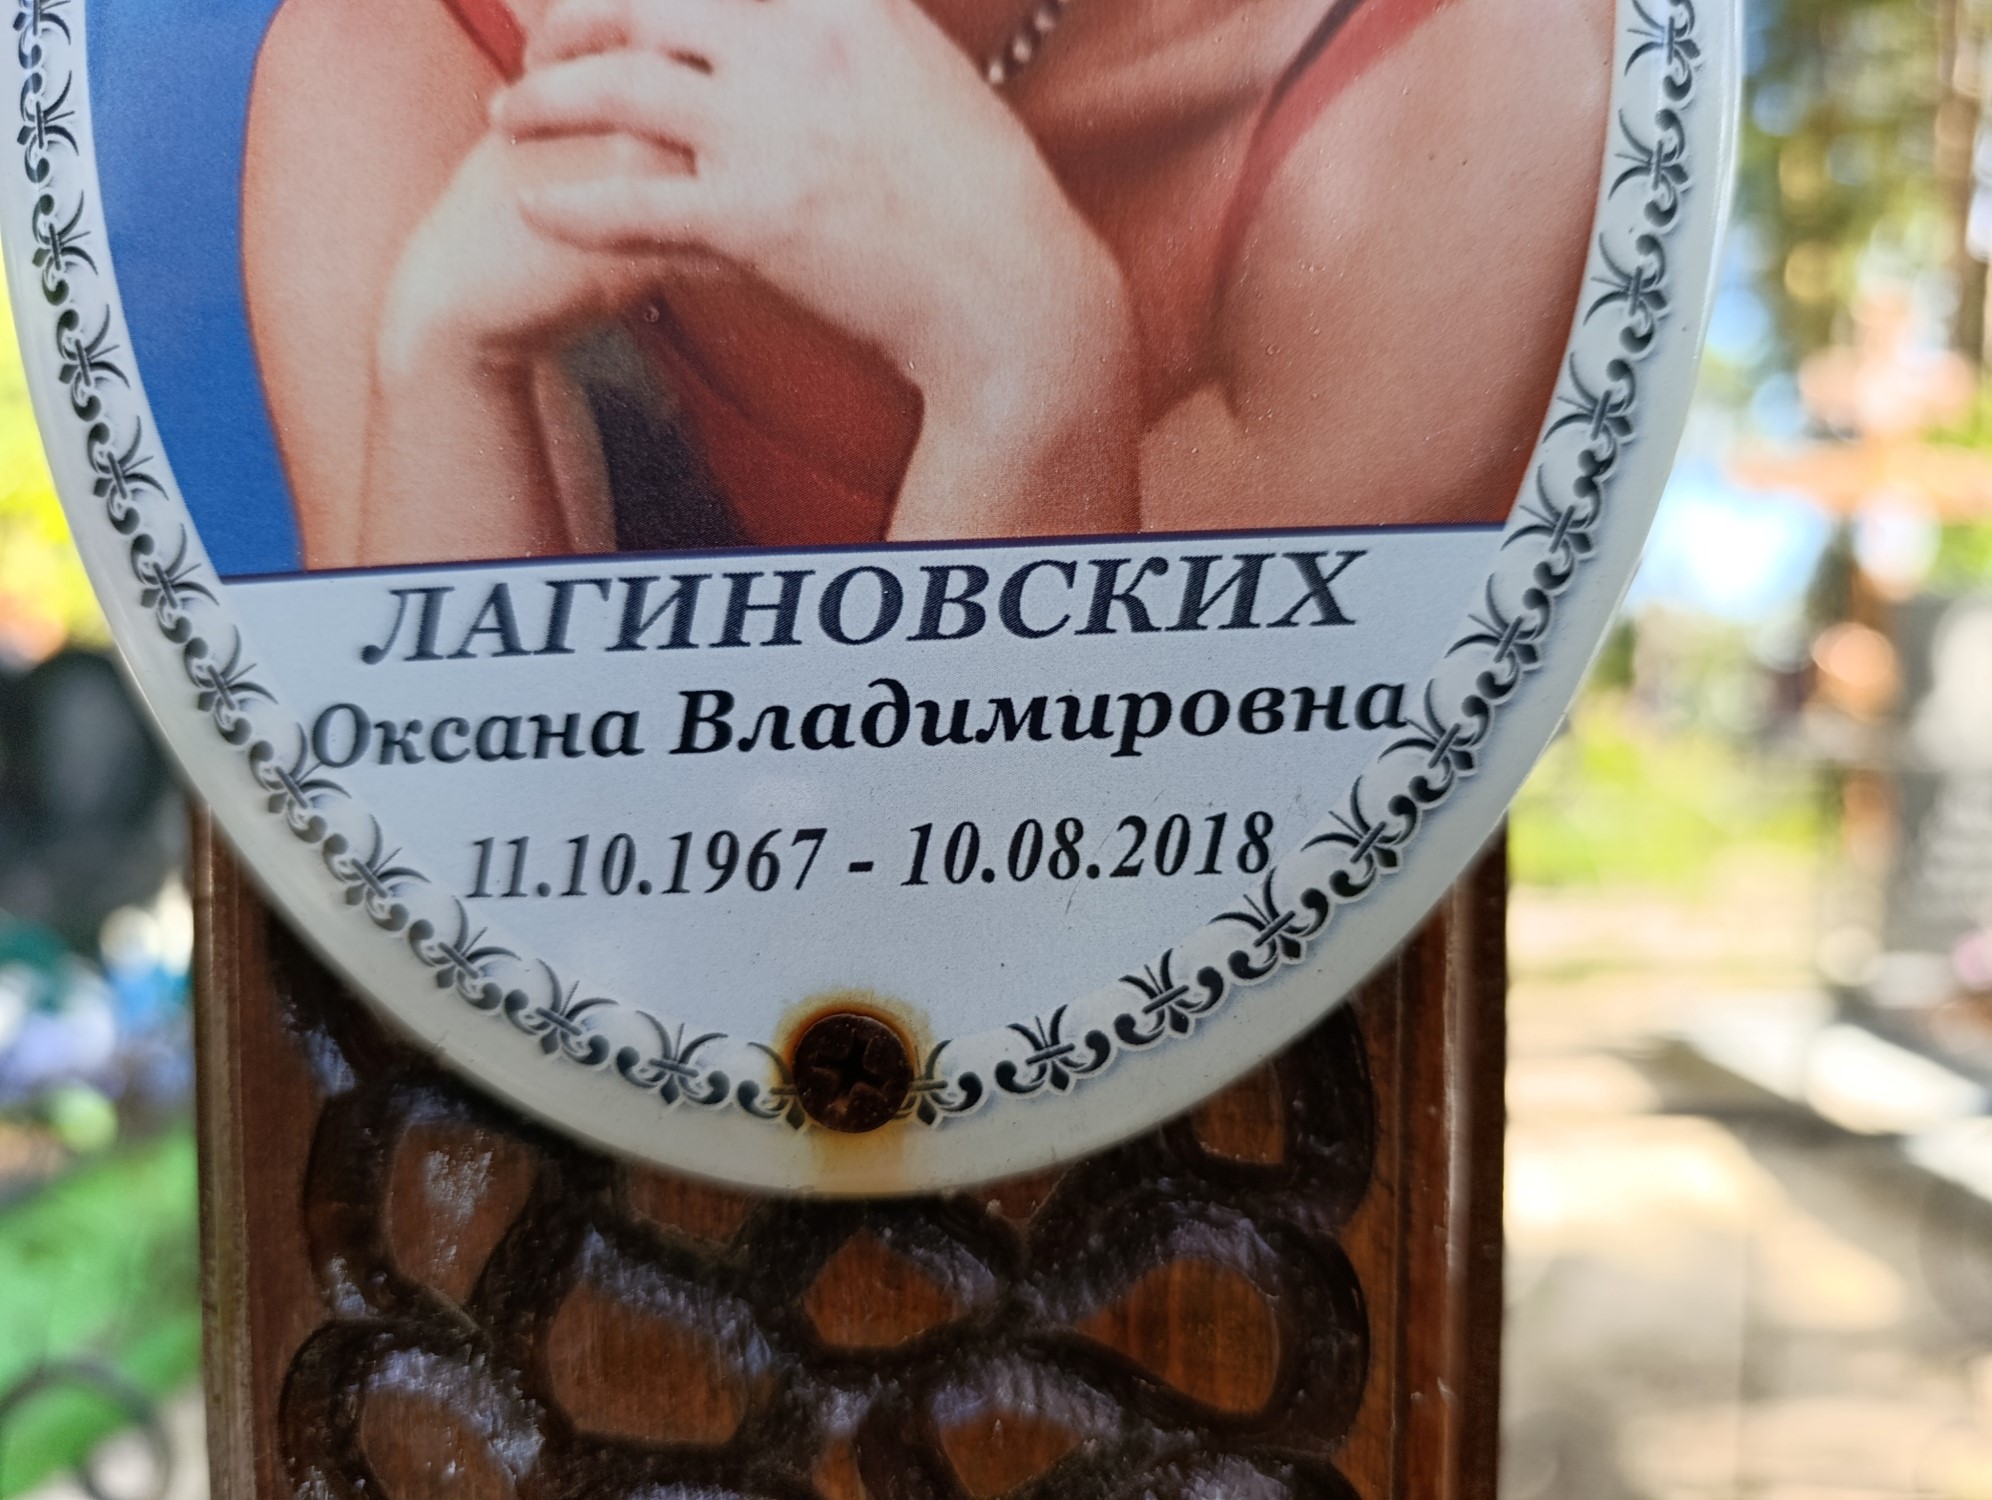 ЛАГИНОВСКИХ
Оксана Владимировна
11.10.1967 - 10.08.2018